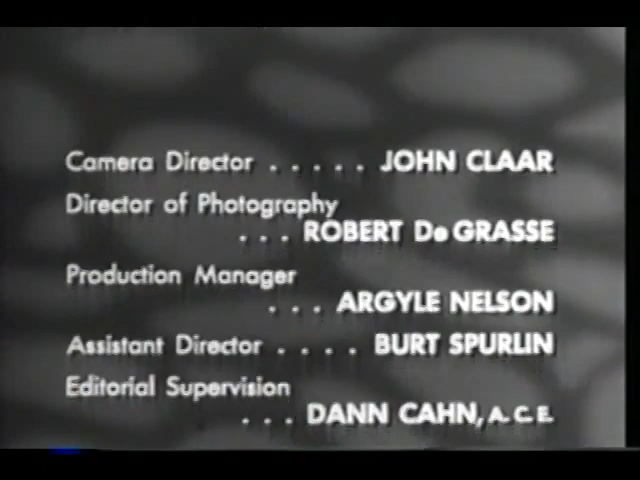 Camera Director . . . . . JOHN CLAAR
Director of Photography
. . . ROBERT De GRASSE
Production Manager
. . . ARGYLE NELSON
Assistant Director . . . . BURT SPURLIN
Editorial Supervision
. . . DANN CAHN, A. C. E.